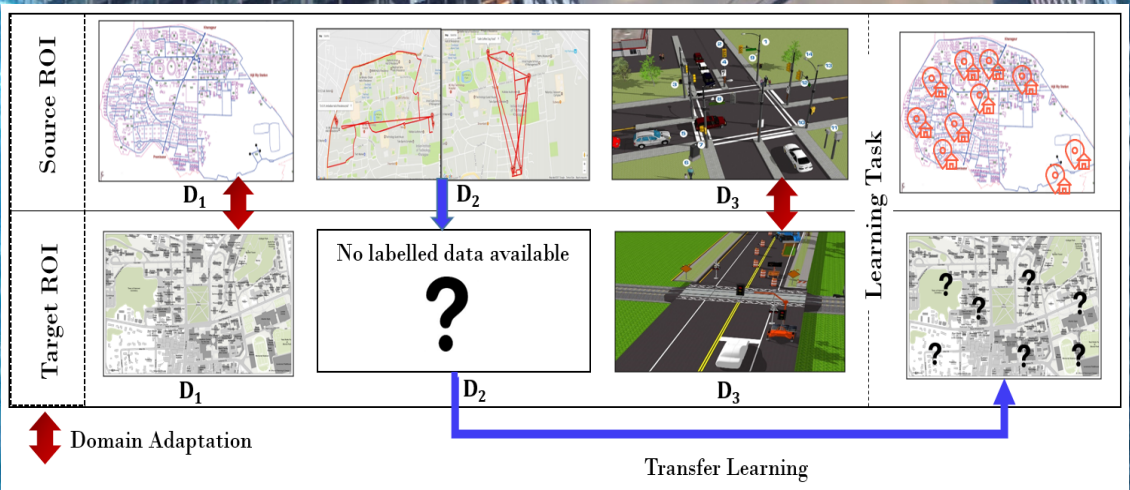 Source ROI
D1
D2
D3
Learning Task
Target ROI
No labelled data available
?
? ? ? ? ? ? ?
D1
D2
D3
Domain Adaptation
Transfer Learning